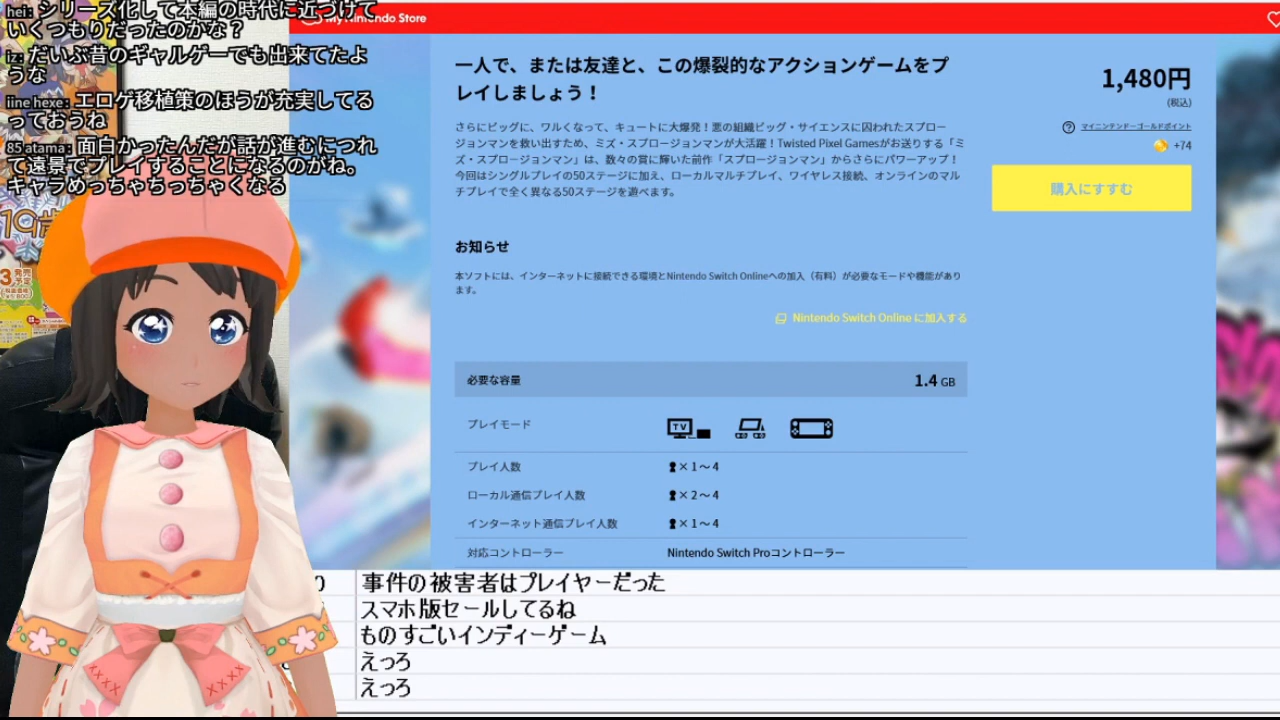 hei: シリーズ化して本編の時代に近づけて
いくつもりだったのかな？
iz: だいぶ昔のギャルゲーでも出来てたよ
うな
iine hexe: エロゲ移植策のほうが充実してる
っておうね
85 atama: 面白かったんだが話が進むにつれ
て遠景でプレイすることになるのがね。
キャラめっちゃちっちゃくなる
My Nintendo Store
一人で、または友達と、この爆裂的なアクションゲームをプ
レイしましょう！
さらにビッグに、ワルくなって、キュートに大爆発！悪の組織ビッグ・サイエンスに囚われたスプロー
ジョンマンを救い出すため、ミズ・スプロージョンマンが大活躍！Twisted Pixel Gamesがお送りする「ミ
ズ・スプロージョンマン」は、数々の賞に輝いた前作「スプロージョンマン」からさらにパワーアップ！
今回はシングルプレイの50ステージに加え、ローカルマルチプレイ、ワイヤレス接続、オンラインのマル
チプレイで全く異なる50ステージを遊べます。
お知らせ
本ソフトには、インターネットに接続できる環境とNintendo Switch Onlineへの加入（有料）が必要なモードや機能があり
ます。
Nintendo Switch Online に加入する
必要な容量 1.4 GB
プレイモード TV
プレイ人数 × 1～4
ローカル通信プレイ人数 × 2～4
インターネット通信プレイ人数 × 1～4
対応コントローラー Nintendo Switch Proコントローラー
1,480円
(税込)
マイニンテンドーゴールドポイント
+74
購入にすすむ
19歳
3発売予定
0 事件の被害者はプレイヤーだった
スマホ版セールしてるね
ものすごいインディーゲーム
えっろ
えっろ